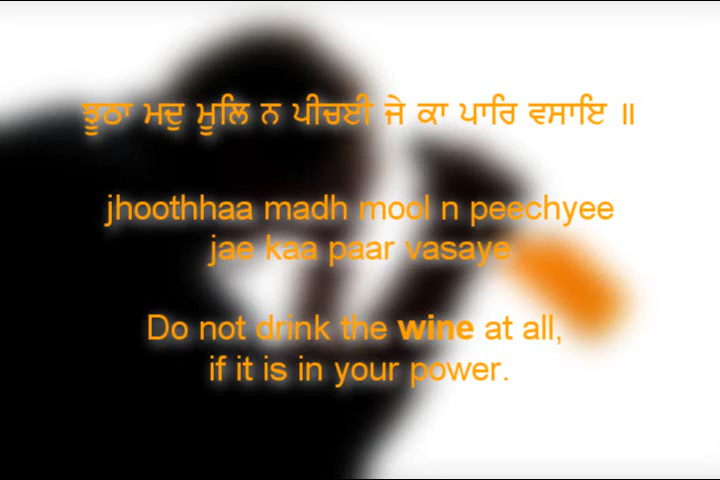 ਝੂਠਾ ਮਦੁ ਮੂਲਿ ਨ ਪੀਚਈ ਜੇ ਕਾ ਪਾਰਿ ਵਸਾਇ ॥
jhoothhaa madh mool n peechyee
jae kaa paar vasaye
Do not drink the wine at all,
if it is in your power.